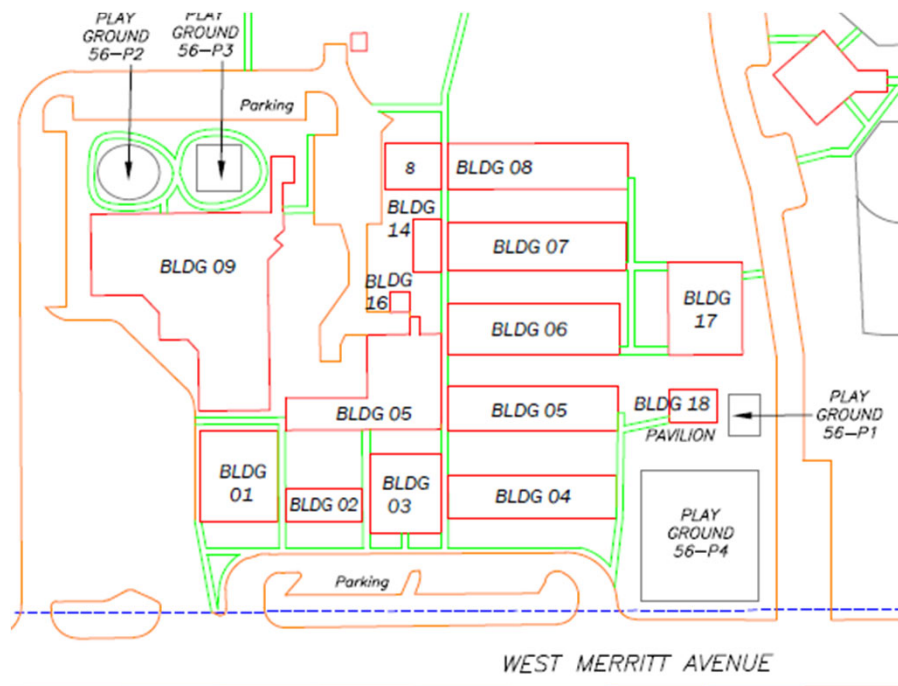 PLAY
GROUND
56-P2
PLAY
GROUND
56-P3
Parking
8
BLDG 08
BLDG
14
BLDG 07
BLDG 09
BLDG
16
BLDG
17
BLDG 06
BLDG 05
BLDG 05
BLDG 18
PAVILION
PLAY
GROUND
56-P1
BLDG
01
BLDG 02
BLDG
03
BLDG 04
PLAY
GROUND
56-P4
Parking
WEST MERRITT AVENUE